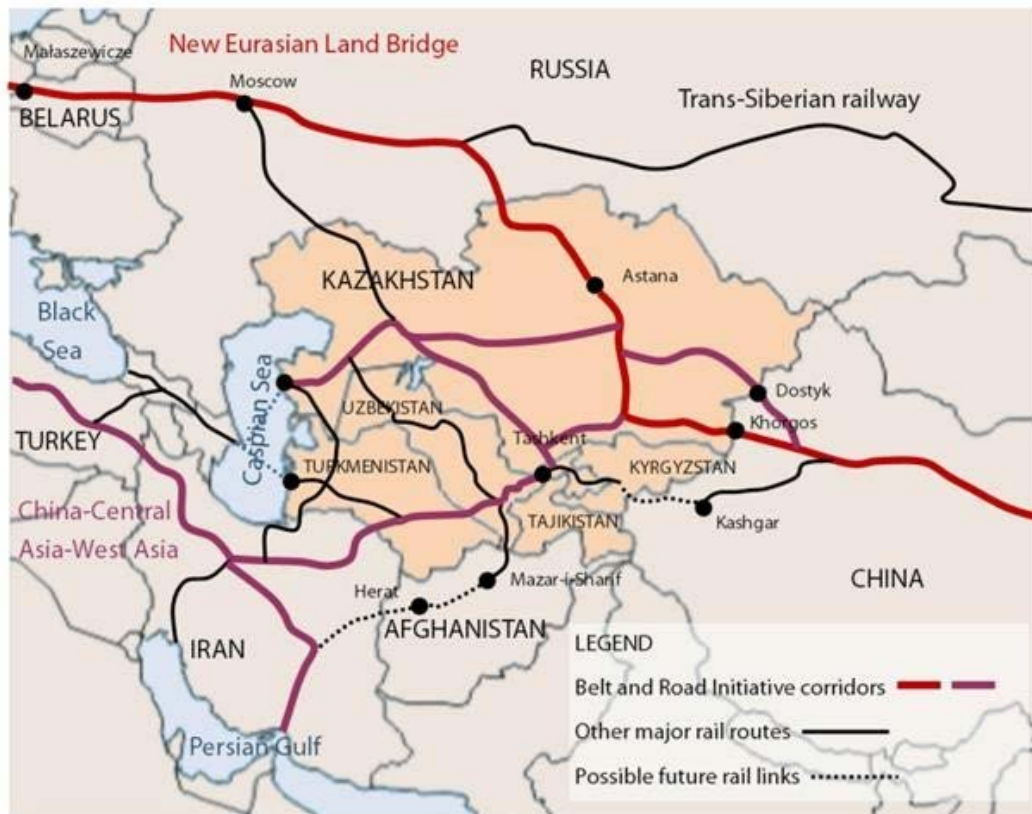 Małaszewicze
New Eurasian Land Bridge
RUSSIA
Moscow
Trans-Siberian railway
BELARUS
KAZAKHSTAN
Astana
Black
Sea
Caspian Sea
Dostyk
UZBEKISTAN
Khorgos
TURKEY
Tashkent
TURKMENISTAN
KYRGYZSTAN
China-Central
Asia-West Asia
TAJIKISTAN
Kashgar
Herat
Mazar-i-Sharif
CHINA
AFGHANISTAN
IRAN
LEGEND
Belt and Road Initiative corridors
Other major rail routes
Persian Gulf
Possible future rail links